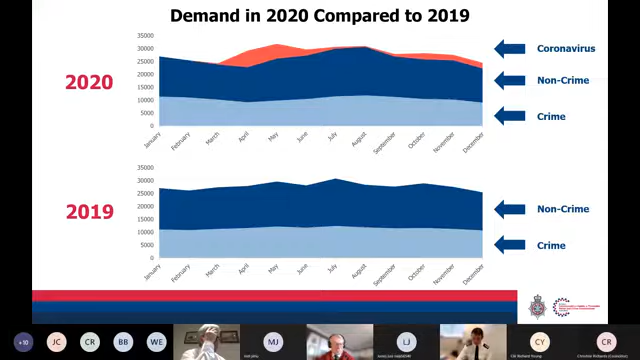 Demand in 2020 Compared to 2019
35000
30000
25000
20000
15000
10000
5000
0
2020
January
February
March
April
May
June
July
August
September
October
November
December
Coronavirus
Non-Crime
Crime
35000
30000
25000
20000
15000
10000
5000
0
2019
January
February
March
April
May
June
July
August
September
October
November
December
Non-Crime
Crime
+10
JC
CR
BB
WE
MJ
LJ
CY
CR